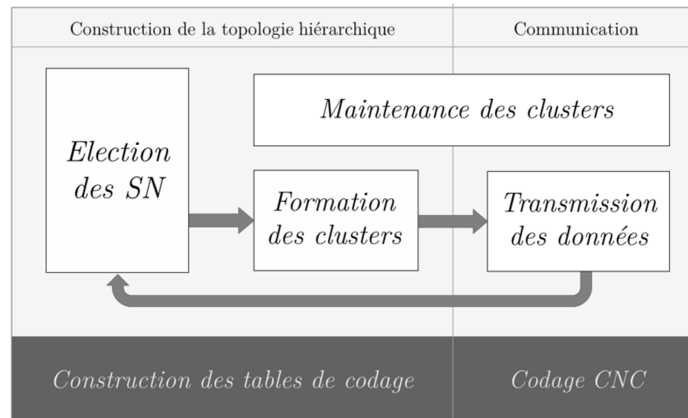 Construction de la topologie hiérarchique
Communication
Maintenance des clusters
Election
des SN
Formation
des clusters
Transmission
des données
Construction des tables de codage
Codage CNC